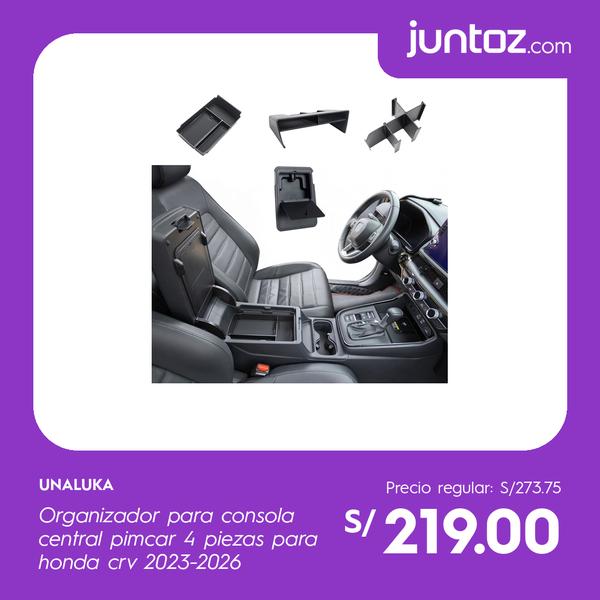 juntoz.com
UNALUKA
Organizador para consola
central pimcar 4 piezas para
honda crv 2023-2026
Precio regular: S/273.75
S/ 219.00